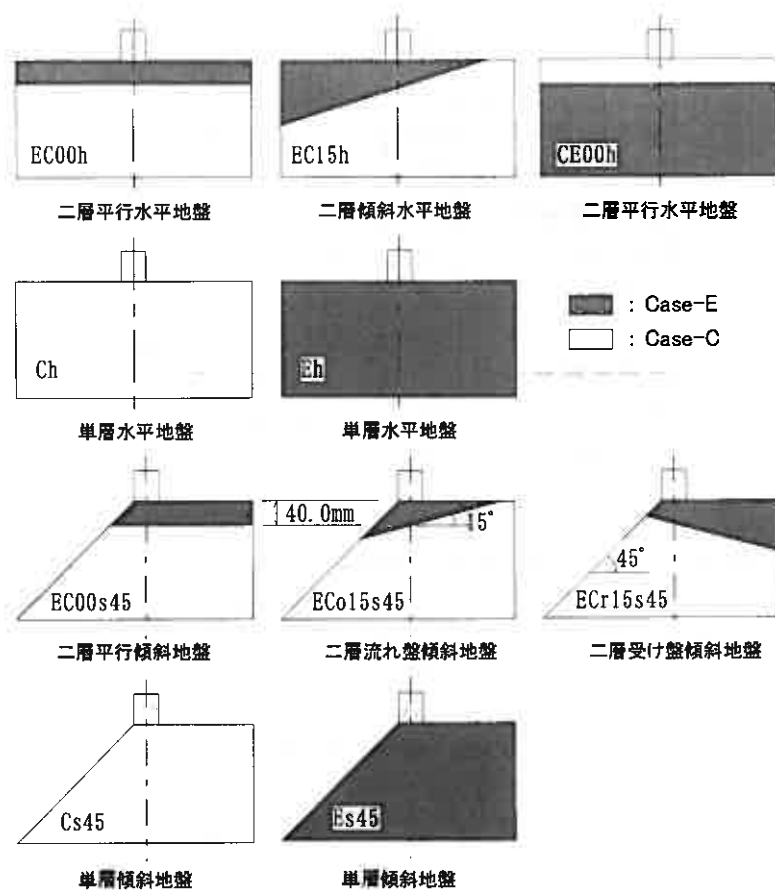 EC00h
EC15h
CE00h
二層平行水平地盤
二層傾斜水平地盤
二層平行水平地盤
Ch
Eh
: Case-E
: Case-C
単層水平地盤
単層水平地盤
EC00s45
40.0mm
15°
ECo15s45
45°
ECr15s45
二層平行傾斜地盤
二層流れ盤傾斜地盤
二層受け盤傾斜地盤
Cs45
Es45
単層傾斜地盤
単層傾斜地盤